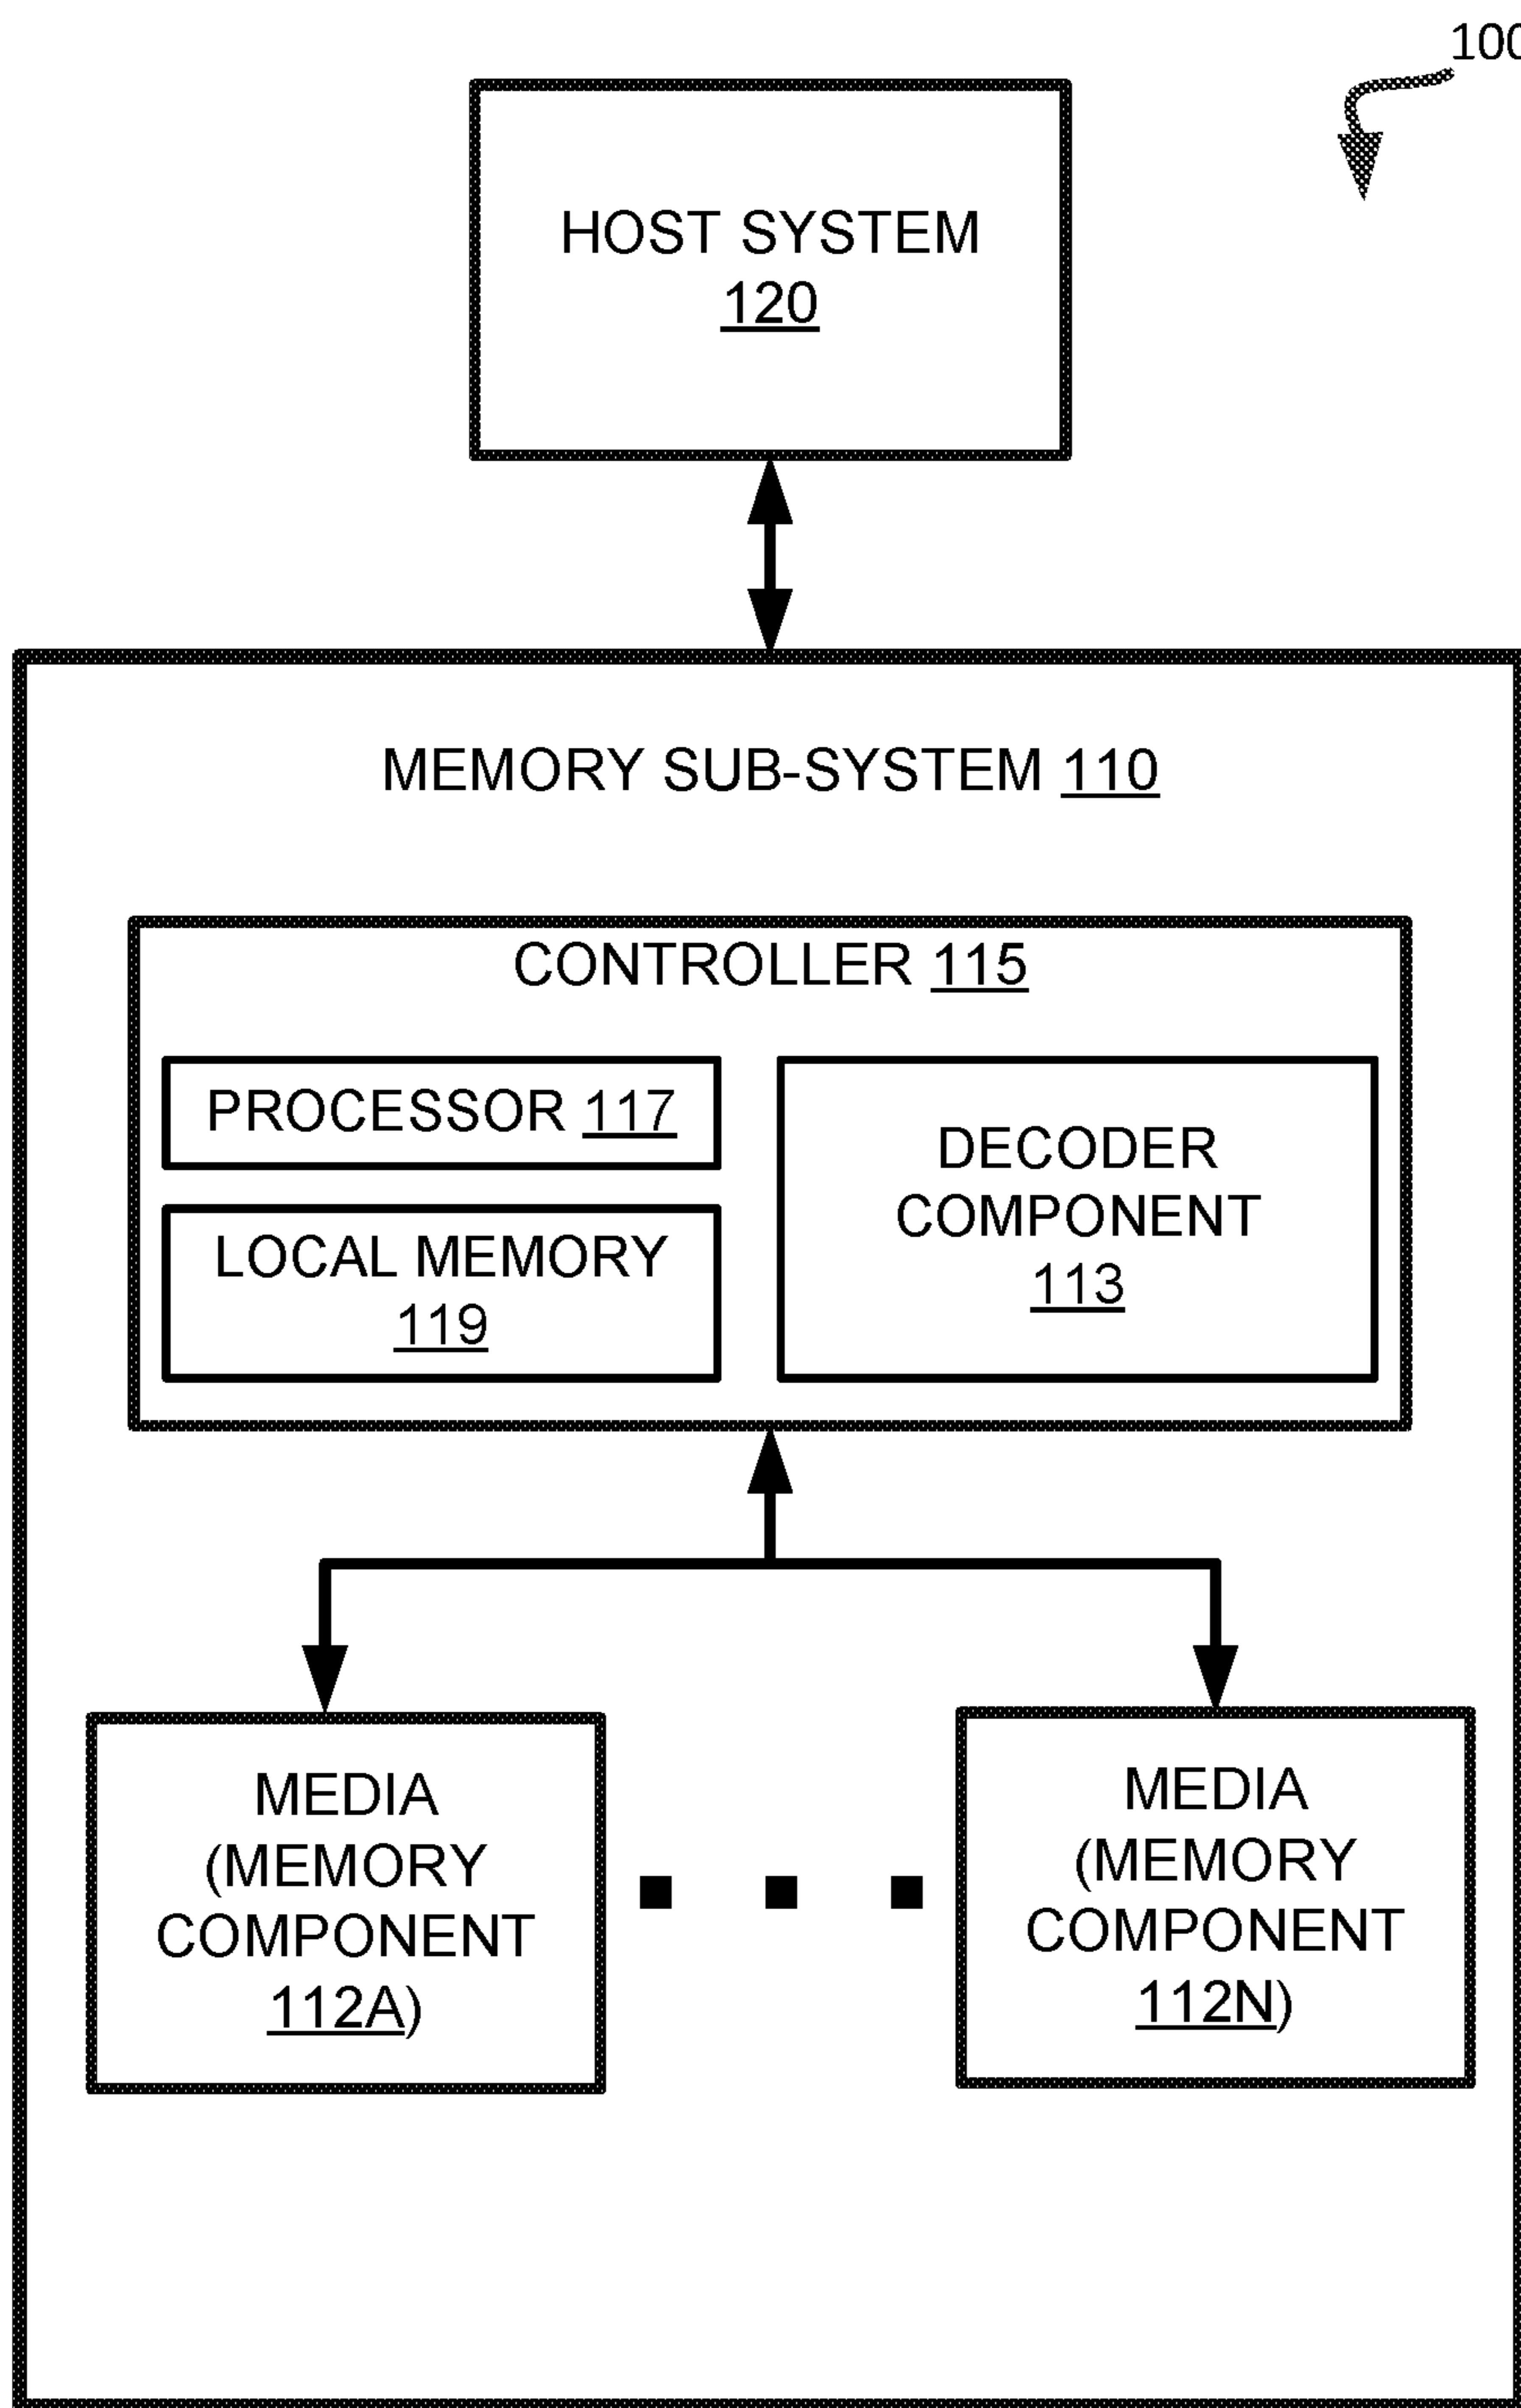 100
HOST SYSTEM
120
MEMORY SUB-SYSTEM 110
CONTROLLER 115
PROCESSOR 117
LOCAL MEMORY
119
DECODER
COMPONENT
113
MEDIA
(MEMORY
COMPONENT
112A)
MEDIA
(MEMORY
COMPONENT
112N)